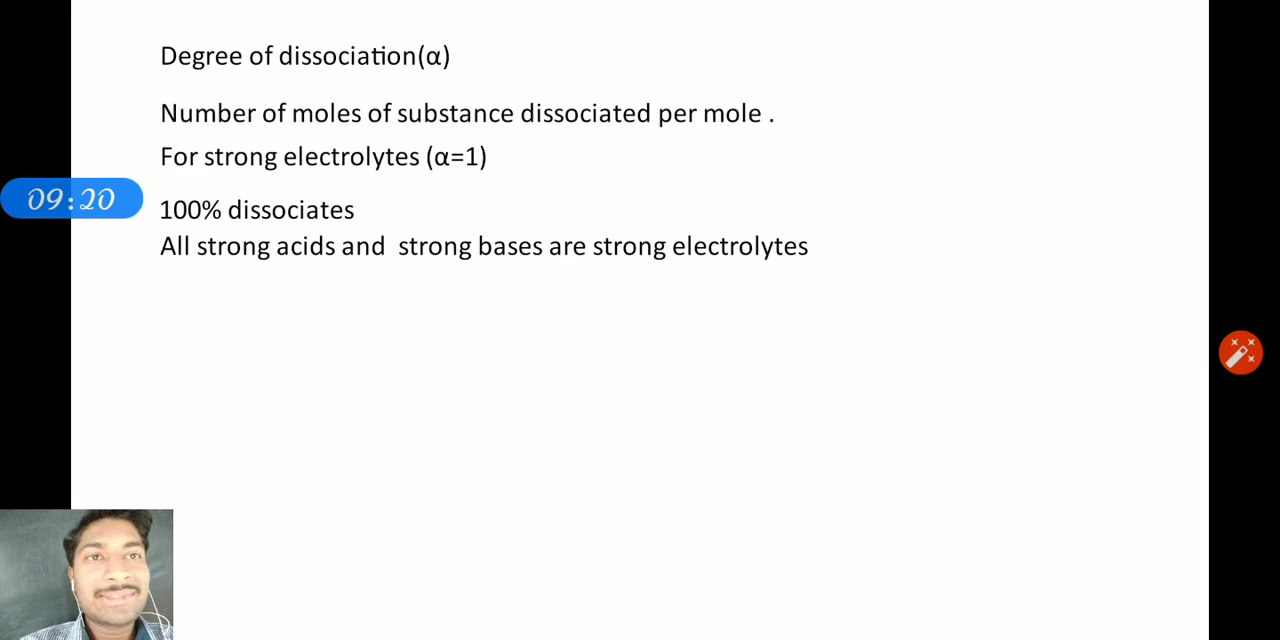 Degree of dissociation(α)
Number of moles of substance dissociated per mole .
For strong electrolytes (α=1)
09:20
100% dissociates
All strong acids and  strong bases are strong electrolytes